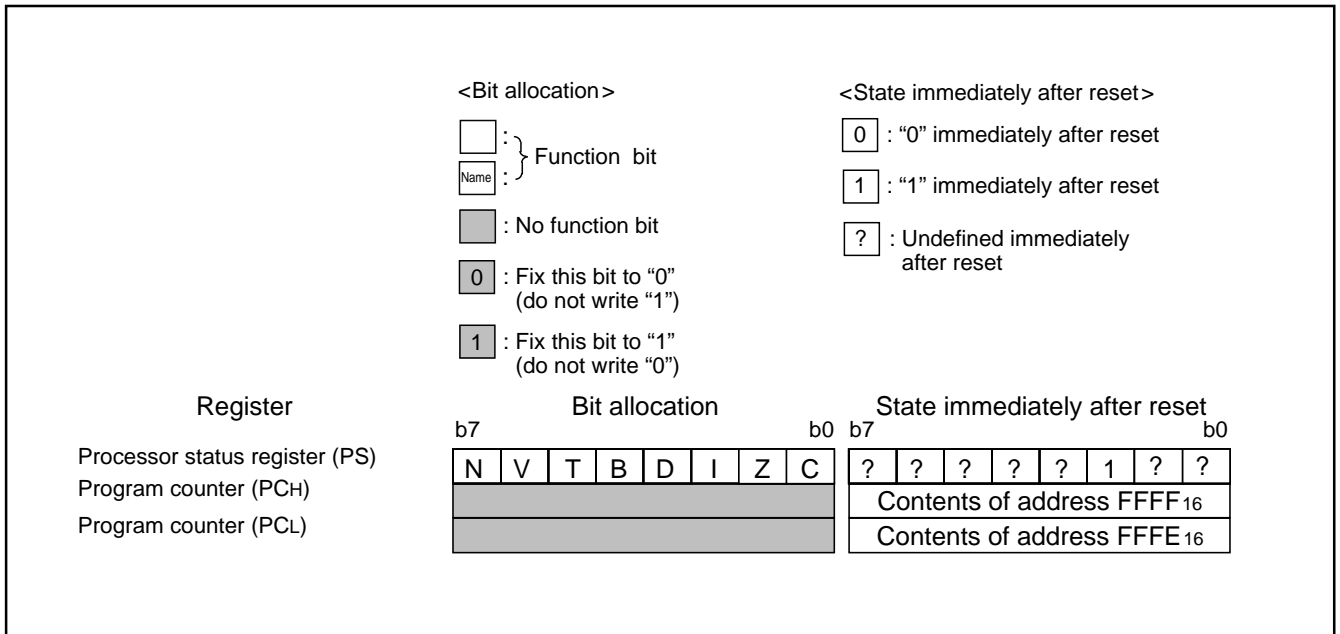 <Bit allocation>
:
Name : Function bit
: No function bit
0 : Fix this bit to “0”
(do not write “1”)
1 : Fix this bit to “1”
(do not write “0”)
<State immediately after reset>
0 : “0” immediately after reset
1 : “1” immediately after reset
? : Undefined immediately
after reset
Register Bit allocation State immediately after reset
b7 b0 b7 b0
Processor status register (PS) N V T B D I Z C ? ? ? ? ? 1 ? ?
Program counter (PCH) Contents of address FFFF16
Program counter (PCL) Contents of address FFFE16